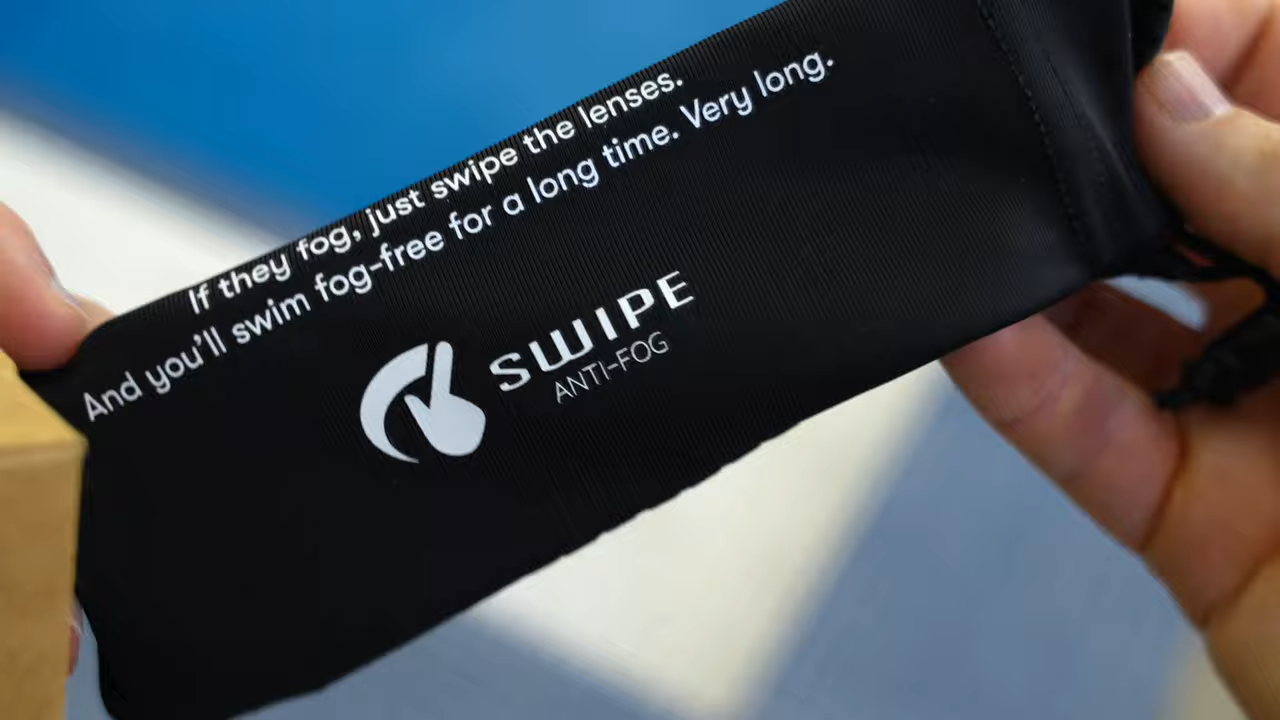 If they fog, just swipe the lenses.
And you'll swim fog-free for a long time. Very long.
SWIPE
ANTI-FOG